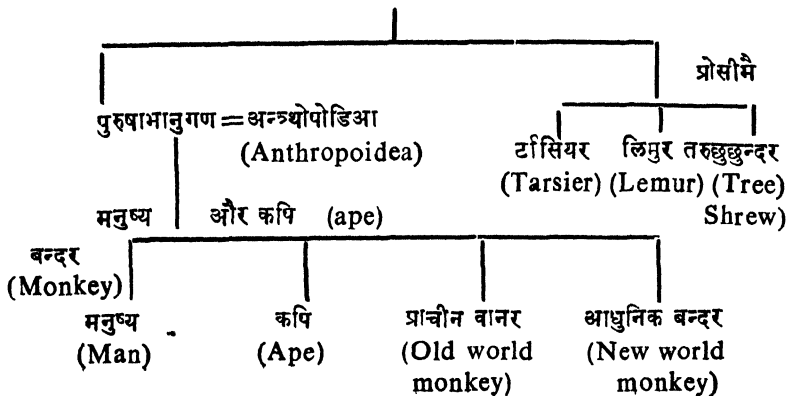 प्रोसीमै
पुरुषाभानुगण = अन्थ्रोपोडिआ
(Anthropoidea)
टार्सियर लिमुर तरुछुछुन्दर
(Tarsier) (Lemur) (Tree
Shrew)
मनुष्य और कपि (ape)
बन्दर
(Monkey)
मनुष्य कपि प्राचीन वानर आधुनिक बन्दर
(Man) (Ape) (Old world (New world
monkey) monkey)